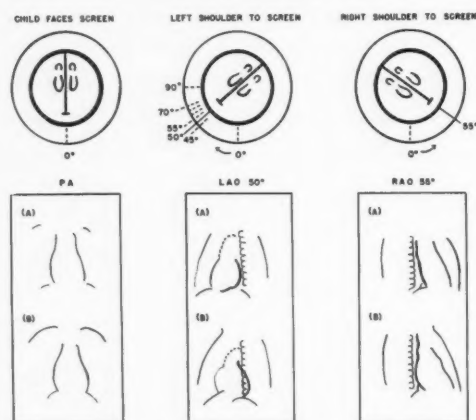 CHILD FACES SCREEN
LEFT SHOULDER TO SCREEN
RIGHT SHOULDER TO SCREEN
0°
90°
70°
55°
50°
45°
0°
55°
0°
PA
LAO 50°
RAO 55°
(A)
(A)
(A)
(B)
(B)
(B)